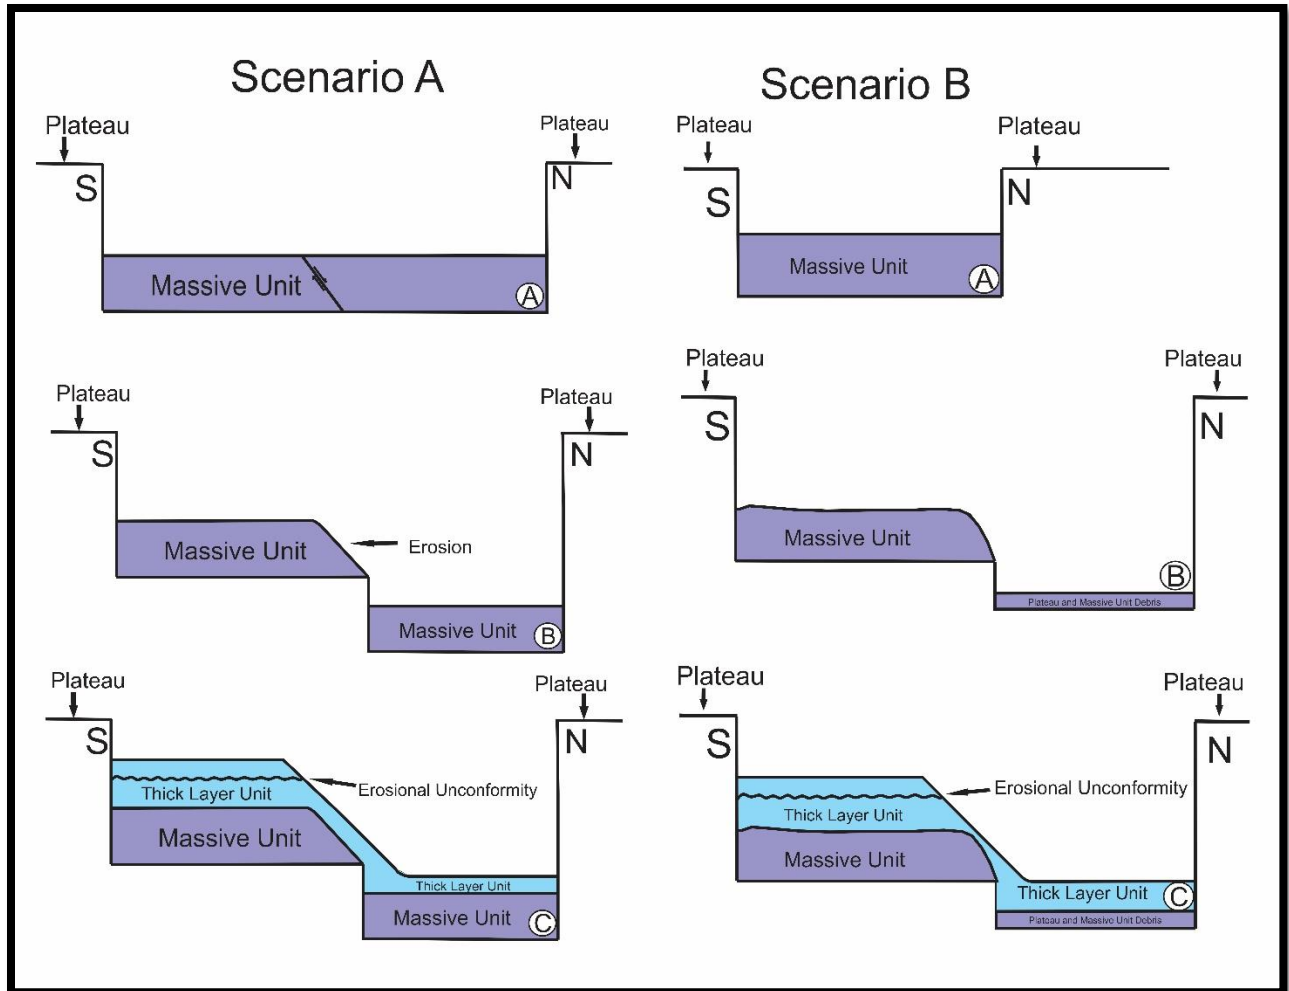 Scenario A
Plateau
Plateau
S
N
Massive Unit
A
Plateau
Plateau
S
N
Massive Unit
Erosion
Massive Unit
B
Plateau
Plateau
S
N
Erosional Unconformity
Thick Layer Unit
Massive Unit
Thick Layer Unit
Massive Unit
C
Scenario B
Plateau
Plateau
S
N
Massive Unit
A
Plateau
Plateau
S
N
Massive Unit
B
Plateau and Massive Unit Debris
Plateau
Plateau
S
N
Erosional Unconformity
Thick Layer Unit
Massive Unit
Thick Layer Unit
C
Plateau and Massive Unit Debris